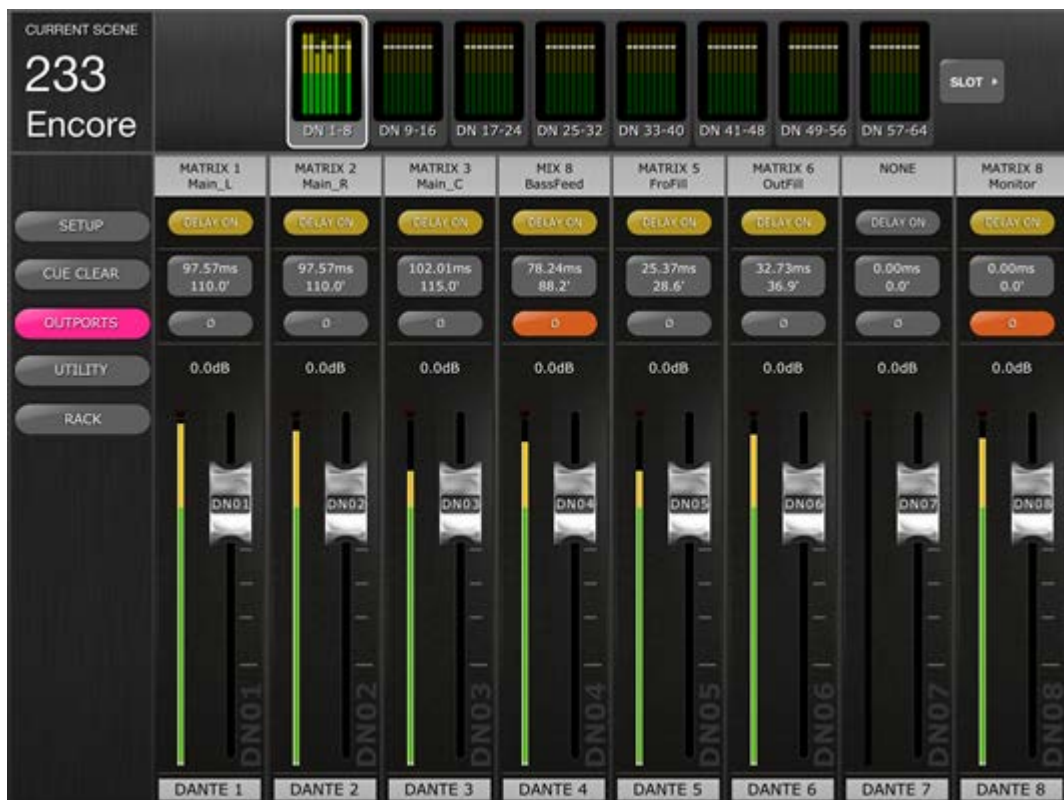 CURRENT SCENE
233
Encore
DN 1-8 DN 9-16 DN 17-24 DN 25-32 DN 33-40 DN 41-48 DN 49-56 DN 57-64
SLOT
SETUP
CUE CLEAR
OUTPORTS
UTILITY
RACK
MATRIX 1 MATRIX 2 MATRIX 3 MIX 8 MATRIX 5 MATRIX 6 NONE MATRIX 8
Main_L Main_R Main_C BassFeed FroFill OutFill Monitor
DELAY ON DELAY ON DELAY ON DELAY ON DELAY ON DELAY ON DELAY ON DELAY ON
97.57ms 97.57ms 102.01ms 78.24ms 25.37ms 32.73ms 0.00ms 0.00ms
110.0' 110.0' 115.0' 88.2' 28.6' 36.9' 0.0' 0.0'
Ø Ø Ø Ø Ø Ø Ø Ø
0.0dB 0.0dB 0.0dB 0.0dB 0.0dB 0.0dB 0.0dB 0.0dB
DN01 DN02 DN03 DN04 DN05 DN06 DN07 DN08
DN01 DN02 DN03 DN04 DN05 DN06 DN07 DN08
DANTE 1 DANTE 2 DANTE 3 DANTE 4 DANTE 5 DANTE 6 DANTE 7 DANTE 8